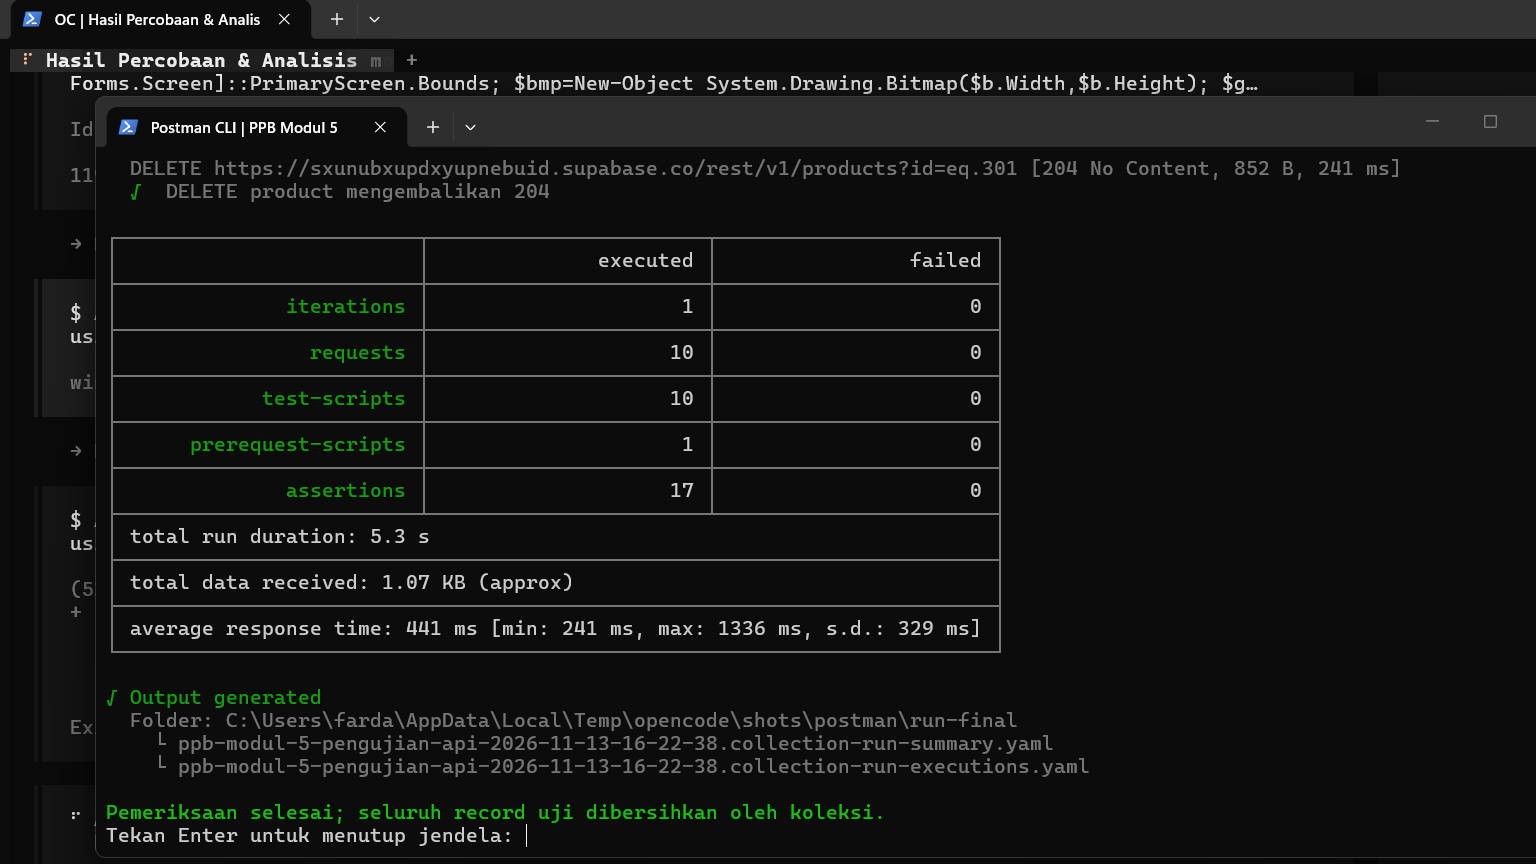 OC | Hasil Percobaan & Analis
Hasil Percobaan & Analisis
Forms.Screen]::PrimaryScreen.Bounds; $bmp=New-Object System.Drawing.Bitmap($b.Width,$b.Height); $g…
Postman CLI | PPB Modul 5
DELETE https://sxunubxupdxyupnebuid.supabase.co/rest/v1/products?id=eq.301 [204 No Content, 852 B, 241 ms]
√ DELETE product mengembalikan 204
executed failed
iterations 1 0
requests 10 0
test-scripts 10 0
prerequest-scripts 1 0
assertions 17 0
total run duration: 5.3 s
total data received: 1.07 KB (approx)
average response time: 441 ms [min: 241 ms, max: 1336 ms, s.d.: 329 ms]
√ Output generated
Folder: C:\Users\farda\AppData\Local\Temp\opencode\shots\postman\run-final
└ ppb-modul-5-pengujian-api-2026-11-13-16-22-38.collection-run-summary.yaml
└ ppb-modul-5-pengujian-api-2026-11-13-16-22-38.collection-run-executions.yaml
Pemeriksaan selesai; seluruh record uji dibersihkan oleh koleksi.
Tekan Enter untuk menutup jendela: